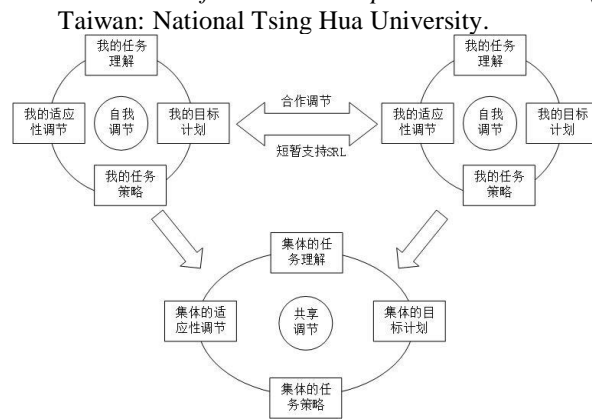 Taiwan: National Tsing Hua University.
我的任务
理解
我的适应
性调节
自我
调节
我的目标
计划
我的任务
策略
合作调节
短暂支持SRL
我的任务
理解
我的适应
性调节
自我
调节
我的目标
计划
我的任务
策略
集体的任
务理解
集体的适
应性调节
共享
调节
集体的目
标计划
集体的任
务策略